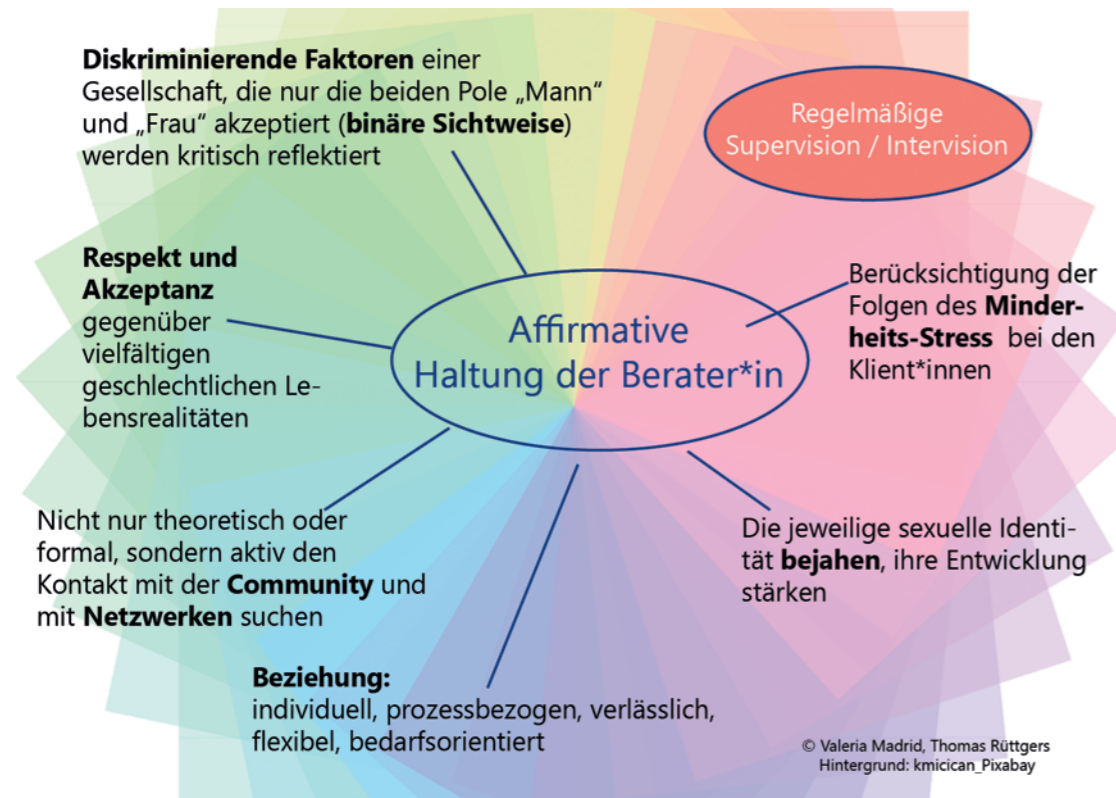 Diskriminierende Faktoren einer
Gesellschaft, die nur die beiden Pole „Mann“
und „Frau“ akzeptiert (binäre Sichtweise)
werden kritisch reflektiert
Regelmäßige
Supervision / Intervision
Respekt und
Akzeptanz
gegenüber
vielfältigen
geschlechtlichen Le-
bensrealitäten
Affirmative
Haltung der Berater*in
Berücksichtigung der
Folgen des Minder-
heits-Stress bei den
Klient*innen
Nicht nur theoretisch oder
formal, sondern aktiv den
Kontakt mit der Community und
mit Netzwerken suchen
Die jeweilige sexuelle Identi-
tät bejahen, ihre Entwicklung
stärken
Beziehung:
individuell, prozessbezogen, verlässlich,
flexibel, bedarfsorientiert
© Valeria Madrid, Thomas Rüttgers
Hintergrund: kmicican_Pixabay